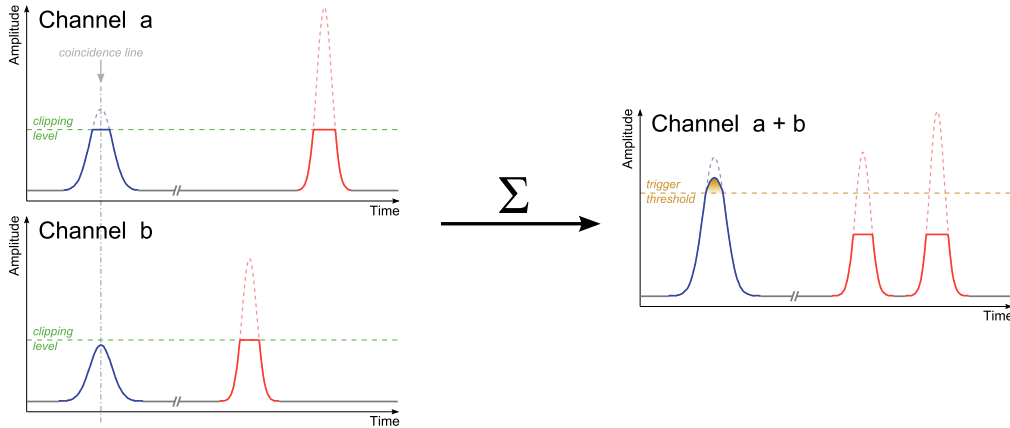 Channel a
Amplitude
coincidence line
clipping
level
Time
Channel b
Amplitude
clipping
level
Time
Σ
Channel a + b
Amplitude
trigger
threshold
Time